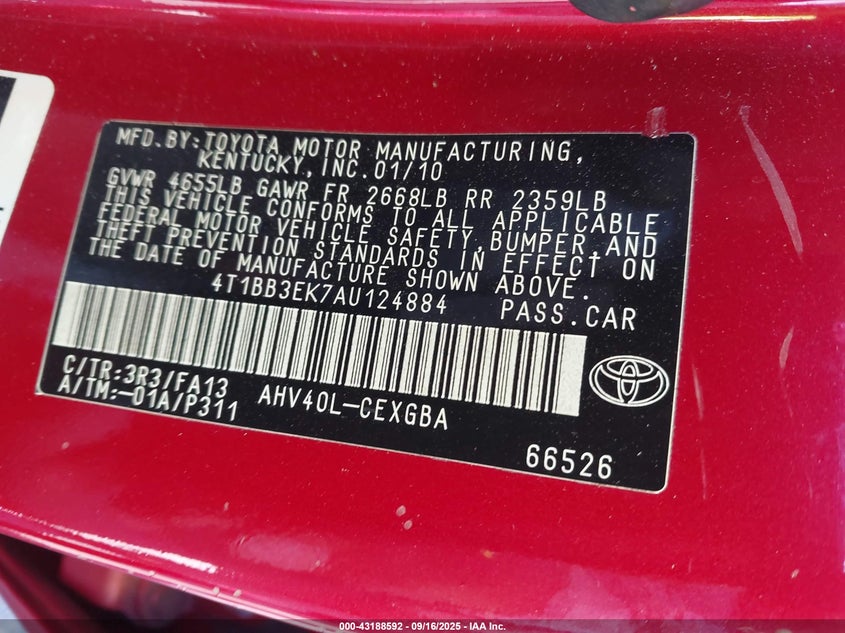 MFD.BY:TOYOTA MOTOR MANUFACTURING,
KENTUCKY,INC.01/10
GVWR 4655LB GAWR FR 2668LB RR 2359LB
THIS VEHICLE CONFORMS TO ALL APPLICABLE
FEDERAL MOTOR VEHICLE SAFETY,BUMPER,AND
THEFT PREVENTION STANDARDS IN EFFECT ON
THE DATE OF MANUFACTURE SHOWN ABOVE.
4T1BB3EK7AU124884 PASS.CAR
C/TR:3R3/FA13
A/TM:-01A/P311 AHV40L-CEXGBA
66526
000-43188592 - 09/16/2025 - IAA Inc.